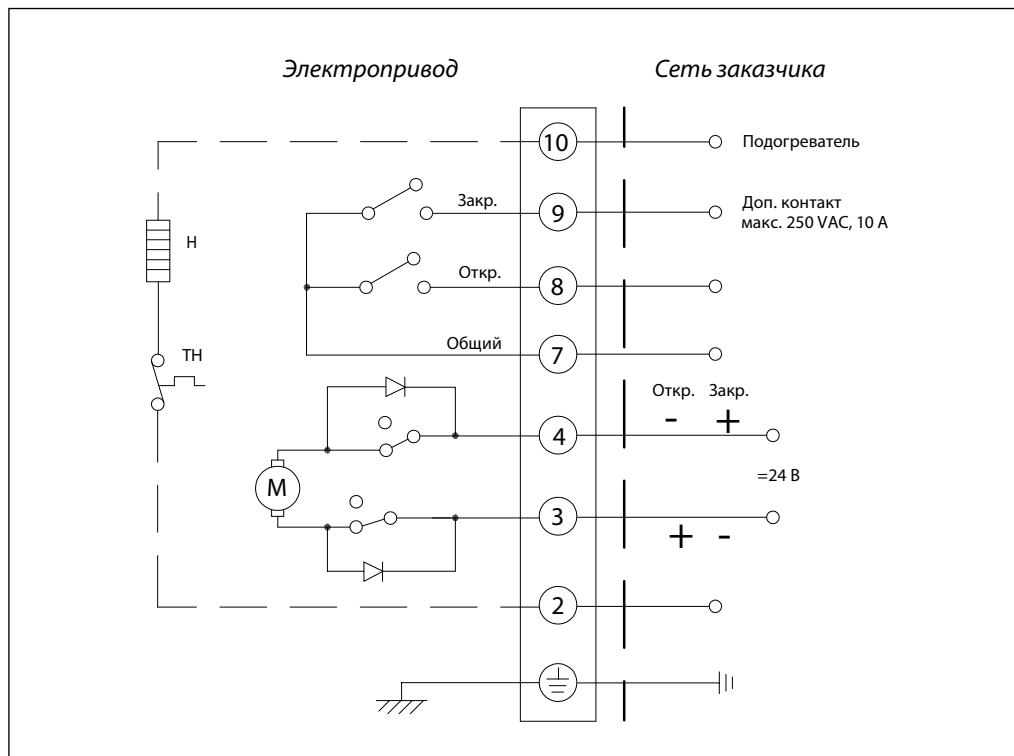 Электропривод
Сеть заказчика
10
Подогреватель
Закр.
9
Доп. контакт
макс. 250 VAC, 10 А
H
Откр.
8
Общий
7
TH
Откр. Закр.
- +
4
=24 В
M
3
+ -
2